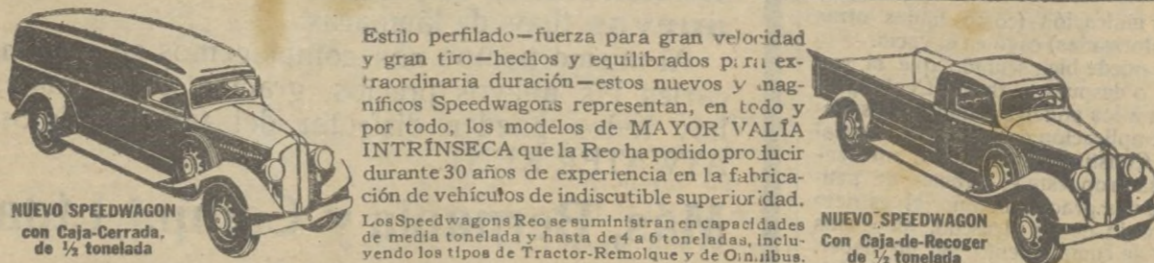 Estilo perfilado—fuerza para gran velocidad
y gran tiro—hechos y equilibrados para ex-
traordinaria duración—estos nuevos y mag-
níficos Speedwagons representan, en todo y
por todo, los modelos de MAYOR VALÍA
INTRÍNSECA que la Reo ha podido producir
durante 30 años de experiencia en la fabrica-
ción de vehículos de indiscutible superioridad.
Los Speedwagons Reo se suministran en capacidades
de media tonelada y hasta de 4 a 6 toneladas, inclu-
yendo los tipos de Tractor-Remolque y de Omnibus.
NUEVO SPEEDWAGON
con Caja-Cerrada.
de ½ tonelada
NUEVO SPEEDWAGON
Con Caja-de-Recoger
de ½ tonelada